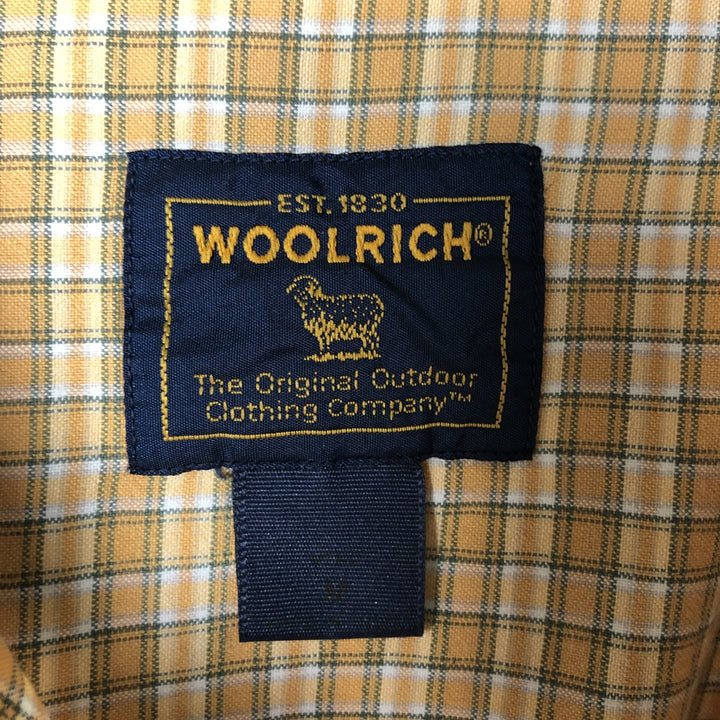 EST. 1830
WOOLRICH®
The Original Outdoor
Clothing Company™